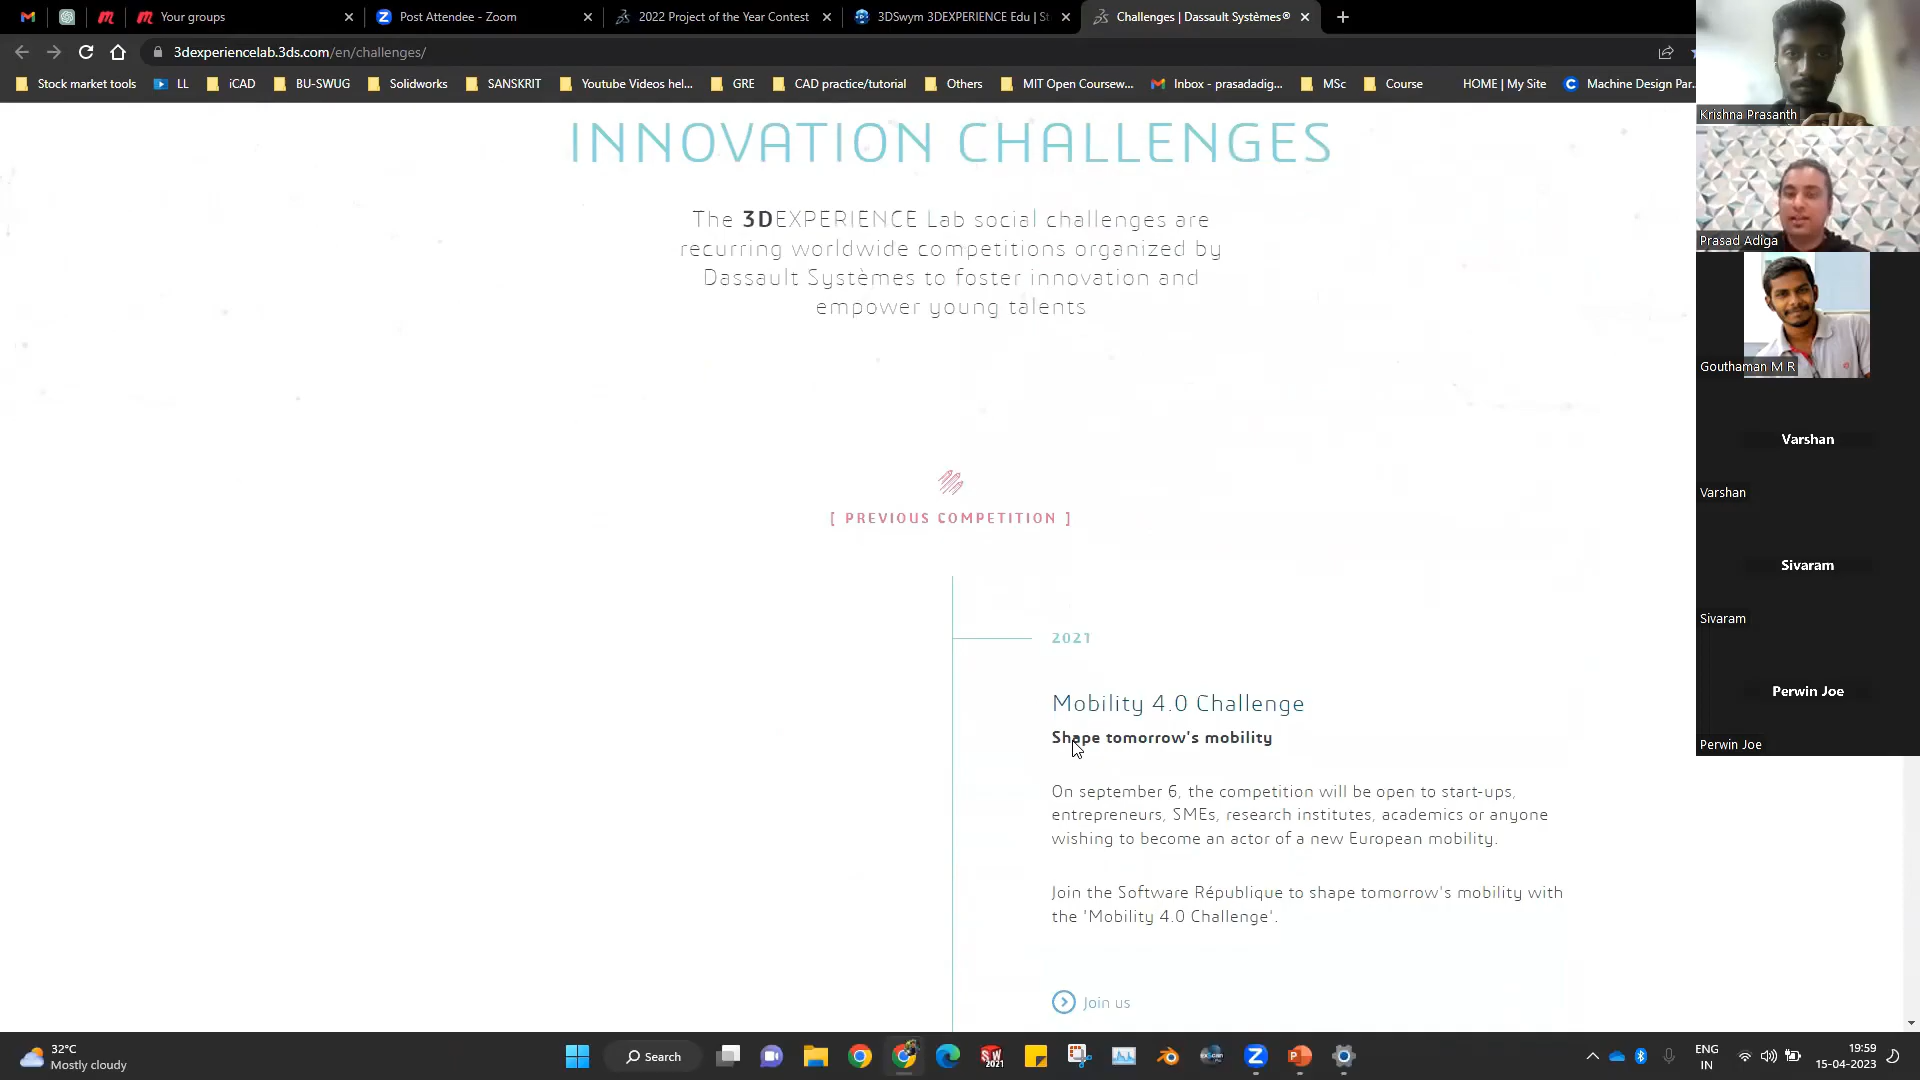 Your groups
Post Attendee - Zoom
2022 Project of the Year Contest
3DSwym 3DEXPERIENCE Edu | St
Challenges | Dassault Systèmes®
3dexperiencelab.3ds.com/en/challenges/
Stock market tools
LL
iCAD
BU-SWUG
Solidworks
SANSKRIT
Youtube Videos hel...
GRE
CAD practice/tutorial
Others
MIT Open Coursew...
Inbox - prasadadig...
MSc
Course
HOME | My Site
Machine Design Par...
INNOVATION CHALLENGES
The 3DEXPERIENCE Lab social challenges are
recurring worldwide competitions organized by
Dassault Systèmes to foster innovation and
empower young talents
[ PREVIOUS COMPETITION ]
2021
Mobility 4.0 Challenge
Shape tomorrow's mobility
On september 6, the competition will be open to start-ups,
entrepreneurs, SMEs, research institutes, academics or anyone
wishing to become an actor of a new European mobility.
Join the Software République to shape tomorrow's mobility with
the 'Mobility 4.0 Challenge'.
Join us
Krishna Prasanth
Prasad Adiga
Gouthaman M R
Varshan
Varshan
Sivaram
Sivaram
Perwin Joe
Perwin Joe
32°C
Mostly cloudy
Search
SW
2021
ENG
IN
19:59
15-04-2023